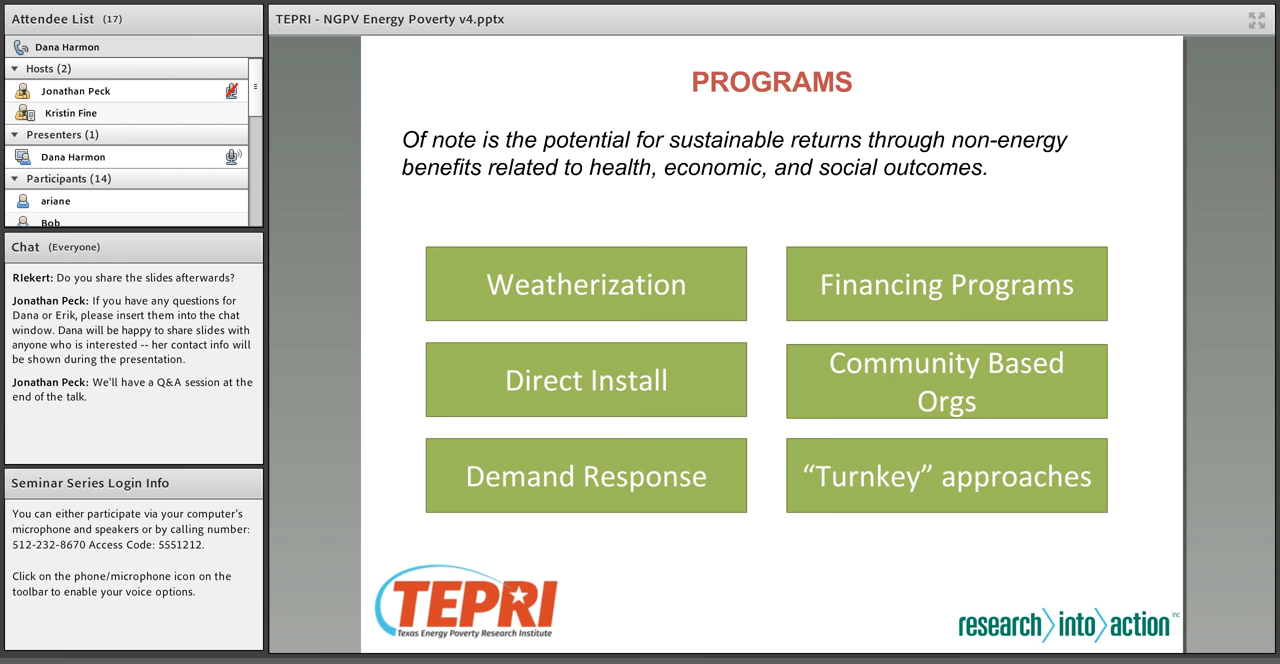 Attendee List (17)
Dana Harmon
Hosts (2)
Jonathan Peck
Kristin Fine
Presenters (1)
Dana Harmon
Participants (14)
ariane
Bob
Chat (Everyone)
RIekert: Do you share the slides afterwards?
Jonathan Peck: If you have any questions for
Dana or Erik, please insert them into the chat
window. Dana will be happy to share slides with
anyone who is interested -- her contact info will
be shown during the presentation.
Jonathan Peck: We'll have a Q&A session at the
end of the talk.
Seminar Series Login Info
You can either participate via your computer's
microphone and speakers or by calling number:
512-232-8670 Access Code: 5551212.
Click on the phone/microphone icon on the
toolbar to enable your voice options.
TEPRI - NGPV Energy Poverty v4.pptx
PROGRAMS
Of note is the potential for sustainable returns through non-energy
benefits related to health, economic, and social outcomes.
Weatherization
Financing Programs
Direct Install
Community Based
Orgs
Demand Response
“Turnkey” approaches
TEPRI
Texas Energy Poverty Research Institute
research into action inc